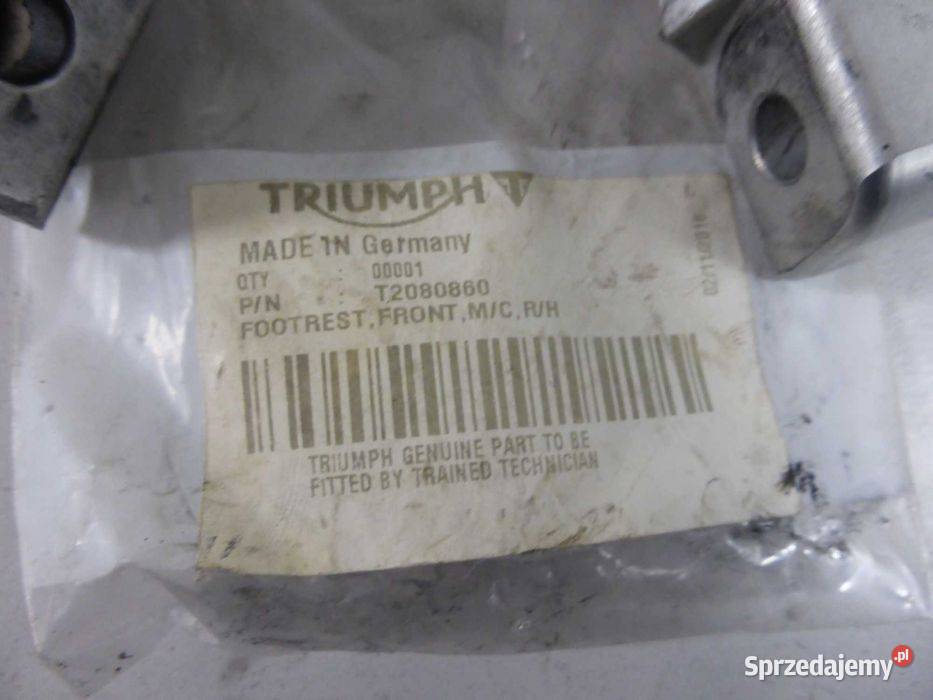 TRIUMPH
MADE IN Germany
QTY : 00001
P/N : T2080860
FOOTREST,FRONT,M/C,R/H
TRIUMPH GENUINE PART TO BE
FITTED BY TRAINED TECHNICIAN
Sprzedajemy.pl